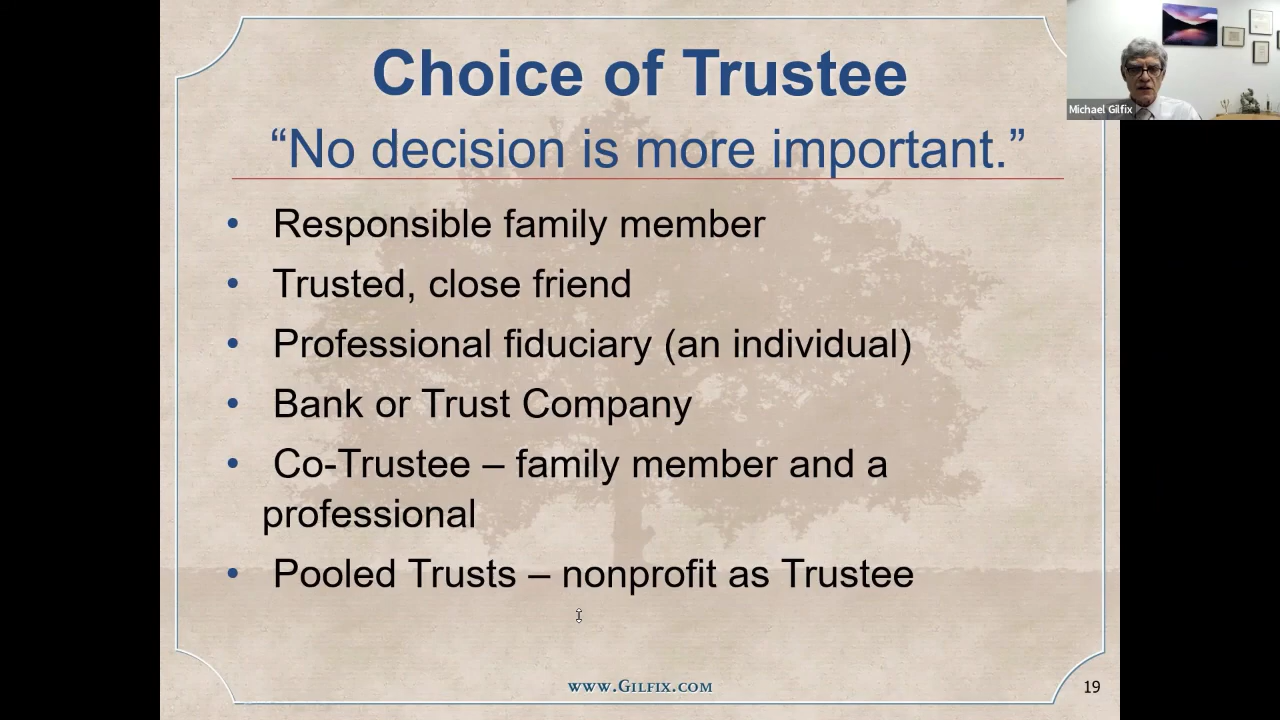 Choice of Trustee
“No decision is more important.”
• Responsible family member
• Trusted, close friend
• Professional fiduciary (an individual)
• Bank or Trust Company
• Co-Trustee – family member and a
professional
• Pooled Trusts – nonprofit as Trustee
www.Gilfix.com
19
Michael Gilfix